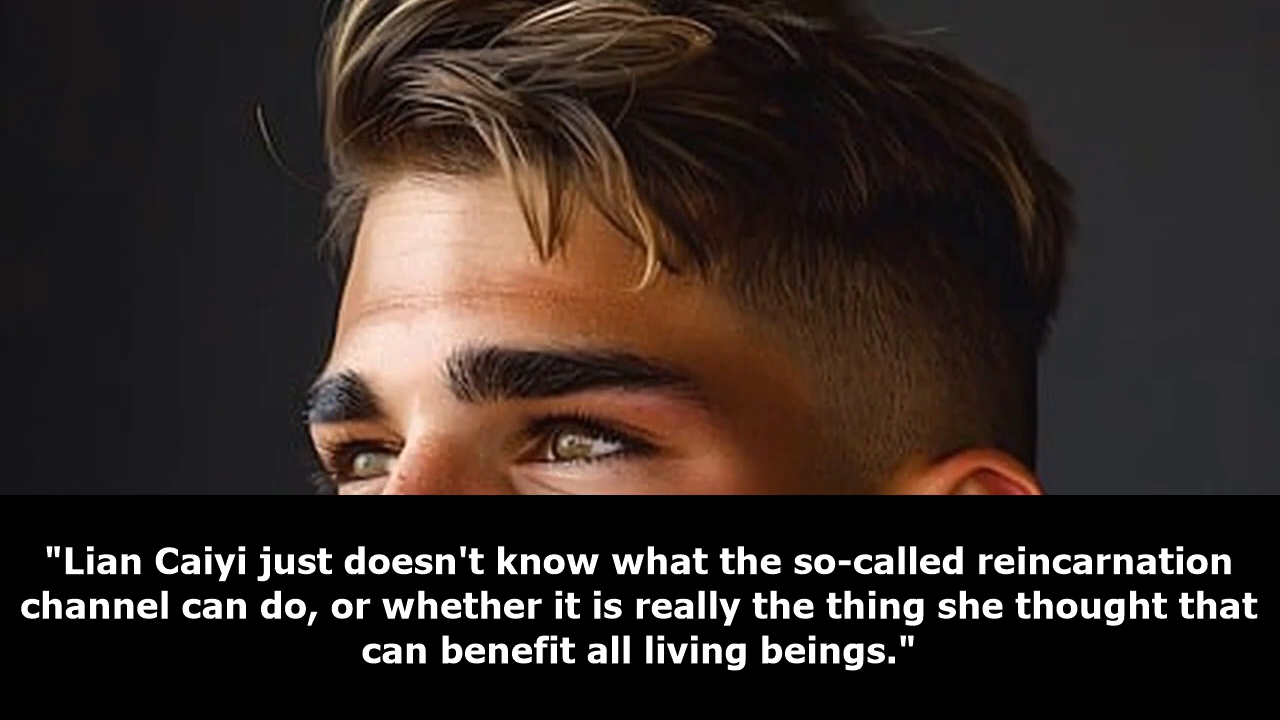 "Lian Caiyi just doesn't know what the so-called reincarnation
channel can do, or whether it is really the thing she thought that
can benefit all living beings."